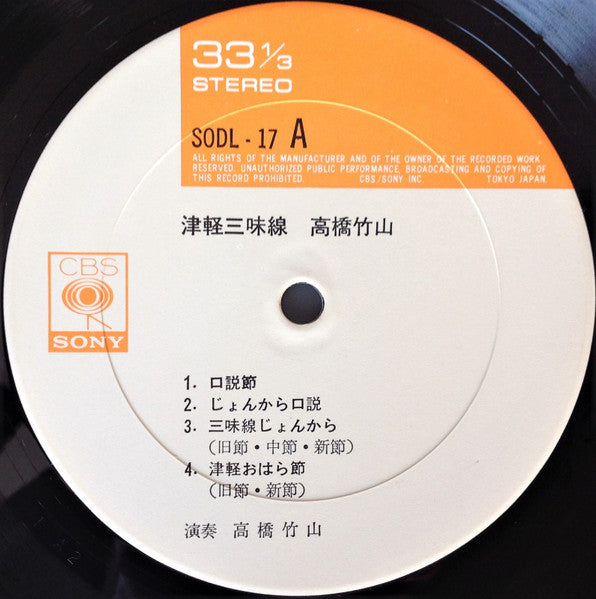 33 1/3
STEREO
SODL - 17 A
ALL RIGHTS OF THE MANUFACTURER AND OF THE OWNER OF THE RECORDED WORK
RESERVED. UNAUTHORIZED PUBLIC PERFORMANCE, BROADCASTING AND COPYING OF
THIS RECORD PROHIBITED. CBS/SONY INC. TOKYO JAPAN
津軽三味線 高橋竹山
CBS
SONY
1. 口説節
2. じょんから口説
3. 三味線じょんから
(旧節・中節・新節)
4. 津軽おはら節
(旧節・新節)
演奏 高橋竹山